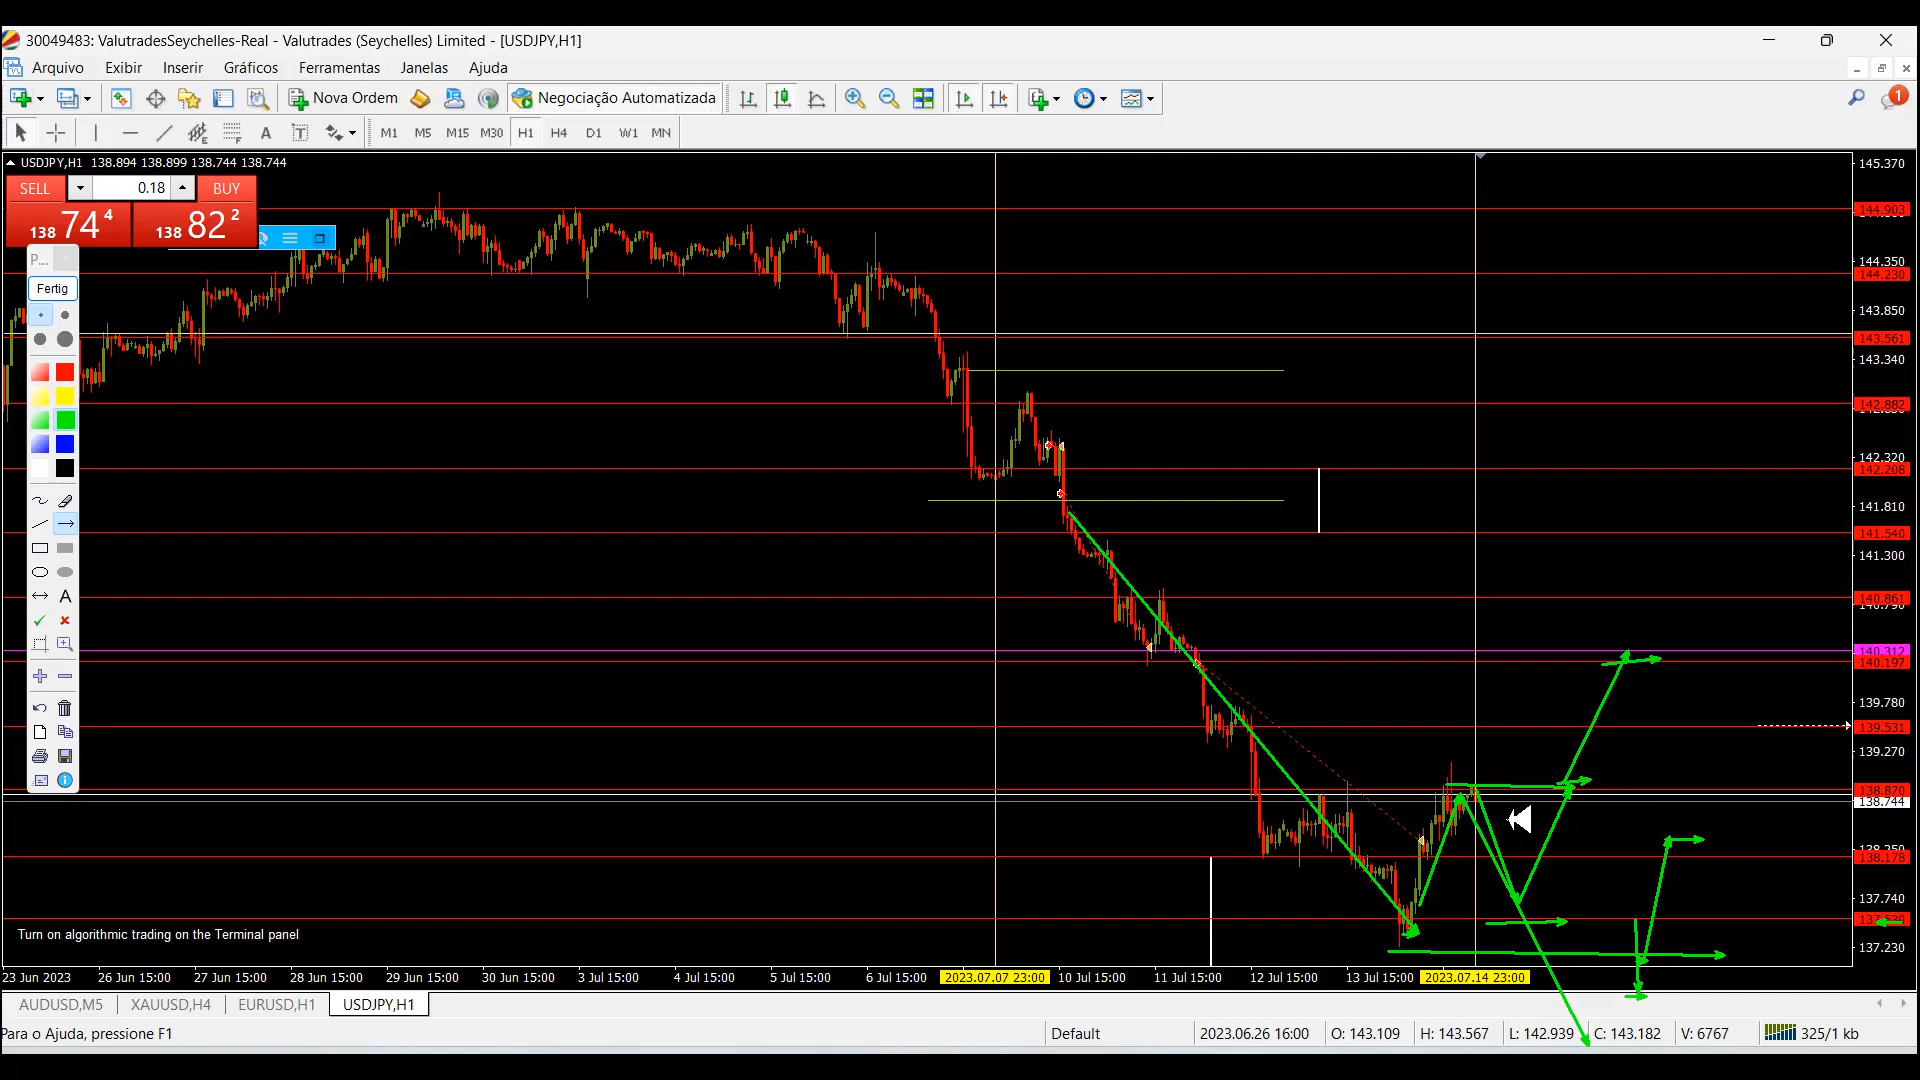 30049483: ValutradesSeychelles-Real - Valutrades (Seychelles) Limited - [USDJPY,H1]
Arquivo Exibir Inserir Gráficos Ferramentas Janelas Ajuda
Nova Ordem Negociação Automatizada
1
A T M1 M5 M15 M30 H1 H4 D1 W1 MN
USDJPY,H1 138.894 138.899 138.744 138.744
SELL 0.18 BUY
138 74 4 138 82 2
P...
Fertig
A
145.370
144.903
144.350
144.230
143.850
143.561
143.340
142.882
142.320
142.208
141.810
141.540
141.300
140.861
140.790
140.312
140.197
139.780
139.531
139.270
138.870
138.744
138.178
137.740
137.230
Turn on algorithmic trading on the Terminal panel
23 Jun 2023 26 Jun 15:00 27 Jun 15:00 28 Jun 15:00 29 Jun 15:00 30 Jun 15:00 3 Jul 15:00 4 Jul 15:00 5 Jul 15:00 6 Jul 15:00 2023.07.07 23:00 10 Jul 15:00 11 Jul 15:00 12 Jul 15:00 13 Jul 15:00 2023.07.14 23:00
AUDUSD,M5 XAUUSD,H4 EURUSD,H1 USDJPY,H1
Para o Ajuda, pressione F1 Default 2023.06.26 16:00 O: 143.109 H: 143.567 L: 142.939 C: 143.182 V: 6767 325/1 kb